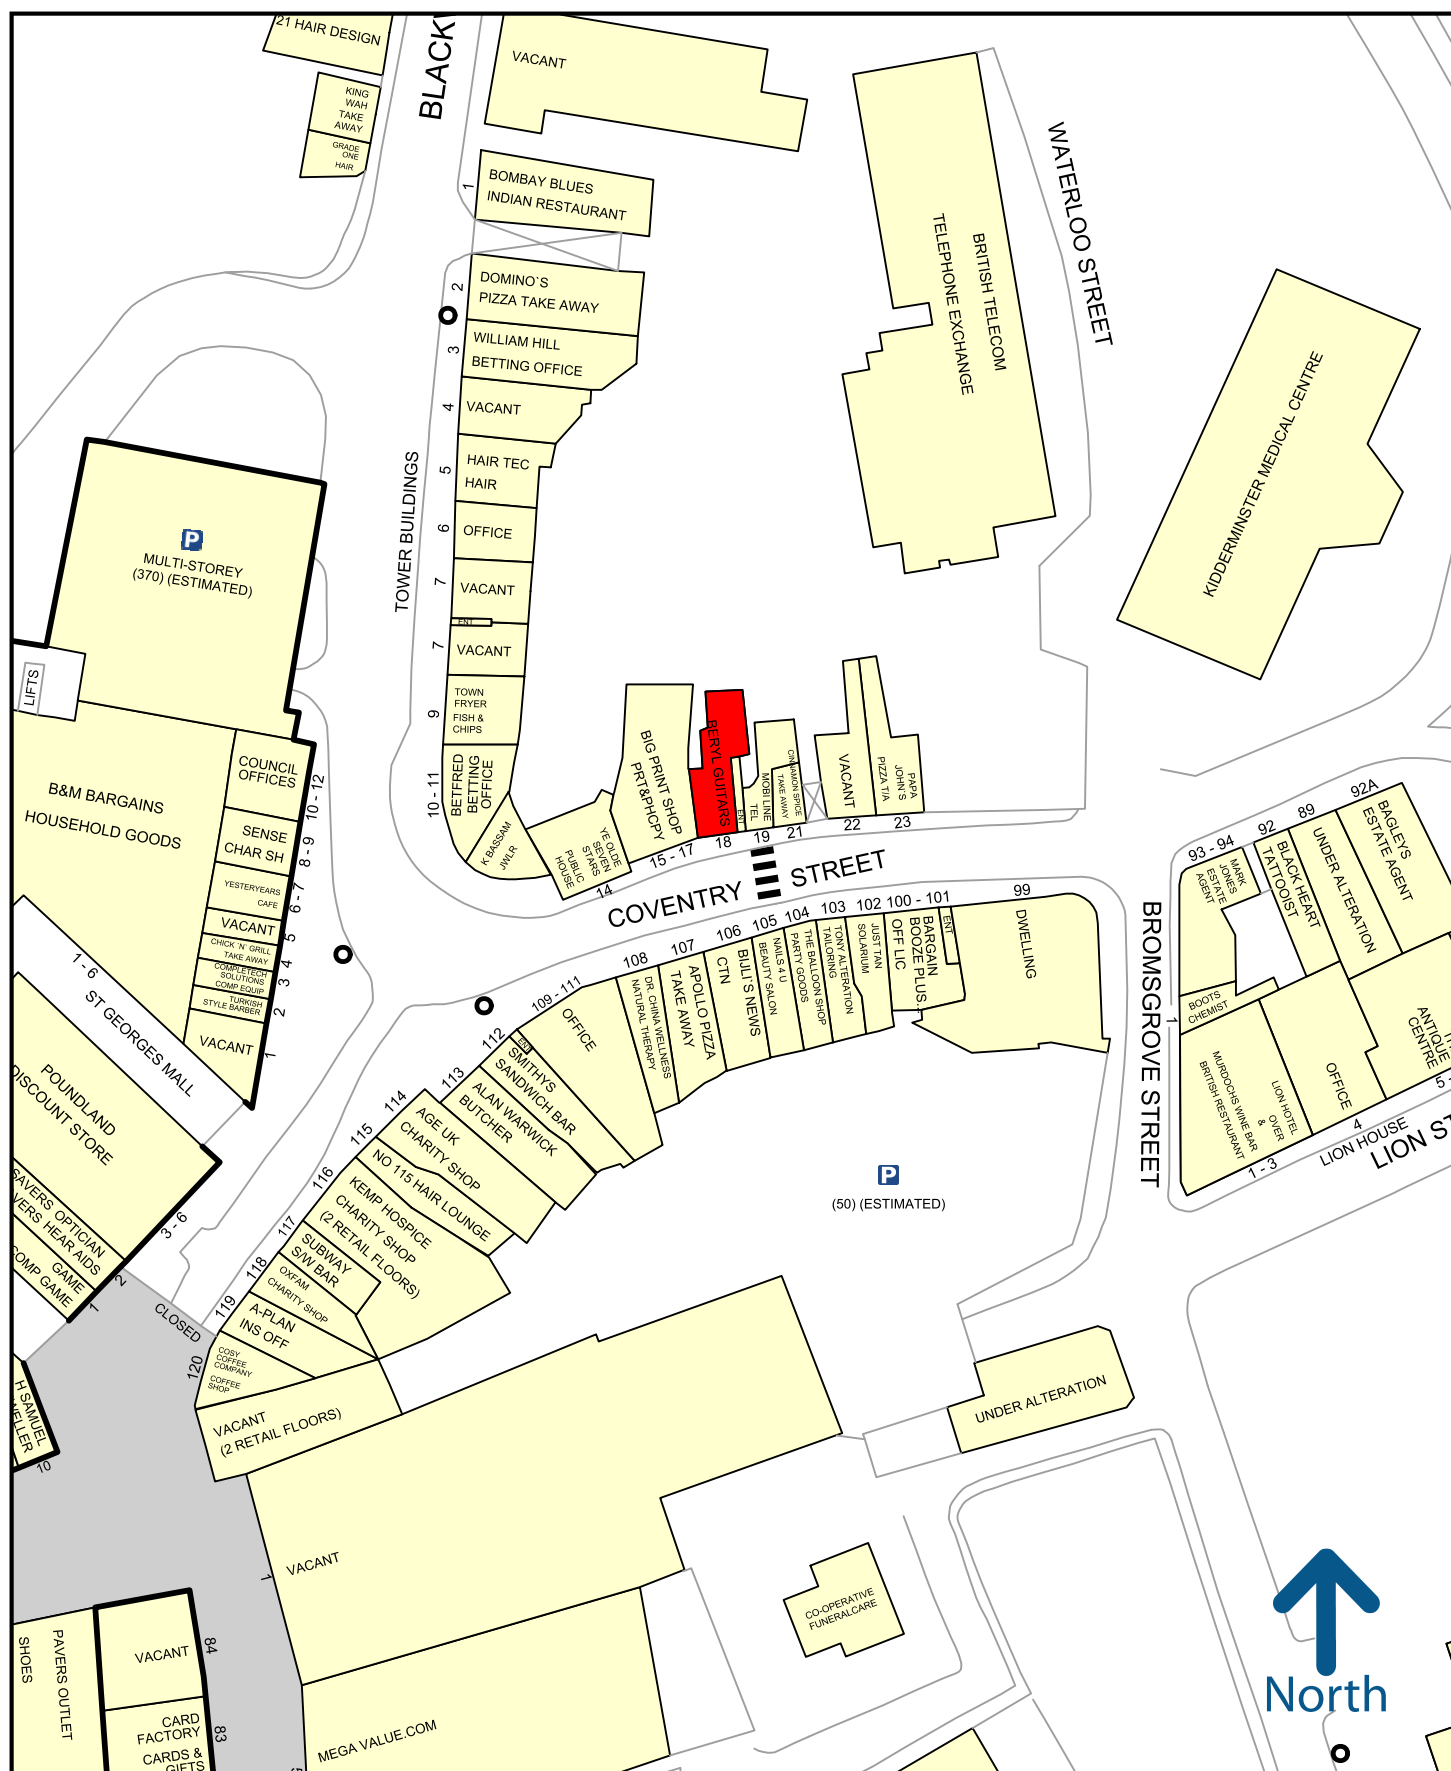 21 HAIR DESIGN
KING
WAH
TAKE
AWAY
GRADE
ONE
HAIR
VACANT
1
BOMBAY BLUES
INDIAN RESTAURANT
2
DOMINO`S
PIZZA TAKE AWAY
3
WILLIAM HILL
BETTING OFFICE
4
VACANT
5
HAIR TEC
HAIR
6
OFFICE
7
VACANT
ENT
7
VACANT
9
TOWN
FRYER
FISH &
CHIPS
10 - 11
BETFRED
BETTING
OFFICE
K BASSAM
JWLR
TOWER BUILDINGS
BRITISH TELECOM
TELEPHONE EXCHANGE
WATERLOO STREET
KIDDERMINSTER MEDICAL CENTRE
P
MULTI-STOREY
(370) (ESTIMATED)
LIFTS
B&M BARGAINS
HOUSEHOLD GOODS
COUNCIL
OFFICES
10 - 12
SENSE
CHAR SH
8 - 9
YESTERYEARS
CAFE
6 - 7
VACANT
5
CHICK `N` GRILL
TAKE AWAY
4
COMPLETECH
SOLUTIONS
COMP EQUIP
3
TURKISH
STYLE BARBER
2
VACANT
1
1 - 6
ST GEORGES MALL
YE OLDE
SEVEN
STARS
PUBLIC
HOUSE
14
BIG PRINT SHOP
PRT&PHCPY
15 - 17
BERYL GUITARS
ENT
18
MOBI LINE
TEL
19
CINNAMON SPICE
TAKE AWAY
21
VACANT
22
PAPA
JOHN`S
PIZZA T/A
23
COVENTRY STREET
99
DWELLING
100 - 101
ENT
BARGAIN
BOOZE PLUS...
OFF LIC
102
JUST TAN
SOLARIUM
103
TONY ALTERATION
TAILORING
104
THE BALLOON SHOP
PARTY GOODS
105
NAILS 4 U
BEAUTY SALON
106
BIJLI`S NEWS
CTN
107
APOLLO PIZZA
TAKE AWAY
108
DR. CHINA WELLNESS
NATURAL THERAPY
109 - 111
OFFICE
112
ENT
SMITHYS
SANDWICH BAR
113
ALAN WARWICK
BUTCHER
114
AGE UK
CHARITY SHOP
115
NO 115 HAIR LOUNGE
116
KEMP HOSPICE
CHARITY SHOP
(2 RETAIL FLOORS)
117
SUBWAY
S/W BAR
118
OXFAM
CHARITY SHOP
119
A-PLAN
INS OFF
120
COSY
COFFEE
COMPANY
COFFEE
SHOP
VACANT
(2 RETAIL FLOORS)
P
(50) (ESTIMATED)
BROMSGROVE STREET
93 - 94
MARK
JONES
ESTATE
AGENT
92
BLACK HEART
TATTOOIST
89
UNDER ALTERATION
92A
BAGLEYS
ESTATE AGENT
BOOTS
CHEMIST
1
MURDOCHS WINE BAR
BRITISH RESTAURANT
LION HOTEL
OVER
&
1 - 3
OFFICE
4
LION HOUSE
ANTIQUE
CENTRE
POUNDLAND
DISCOUNT STORE
3 - 6
OPTICIAN
HEAR AIDS
2
GAME
COMP GAME
1
CLOSED
H SAMUEL
10
VACANT
1
MEGA VALUE.COM
UNDER ALTERATION
CO-OPERATIVE
FUNERALCARE
PAVERS OUTLET
SHOES
VACANT
84
CARD
FACTORY
CARDS &
GIFTS
83
North